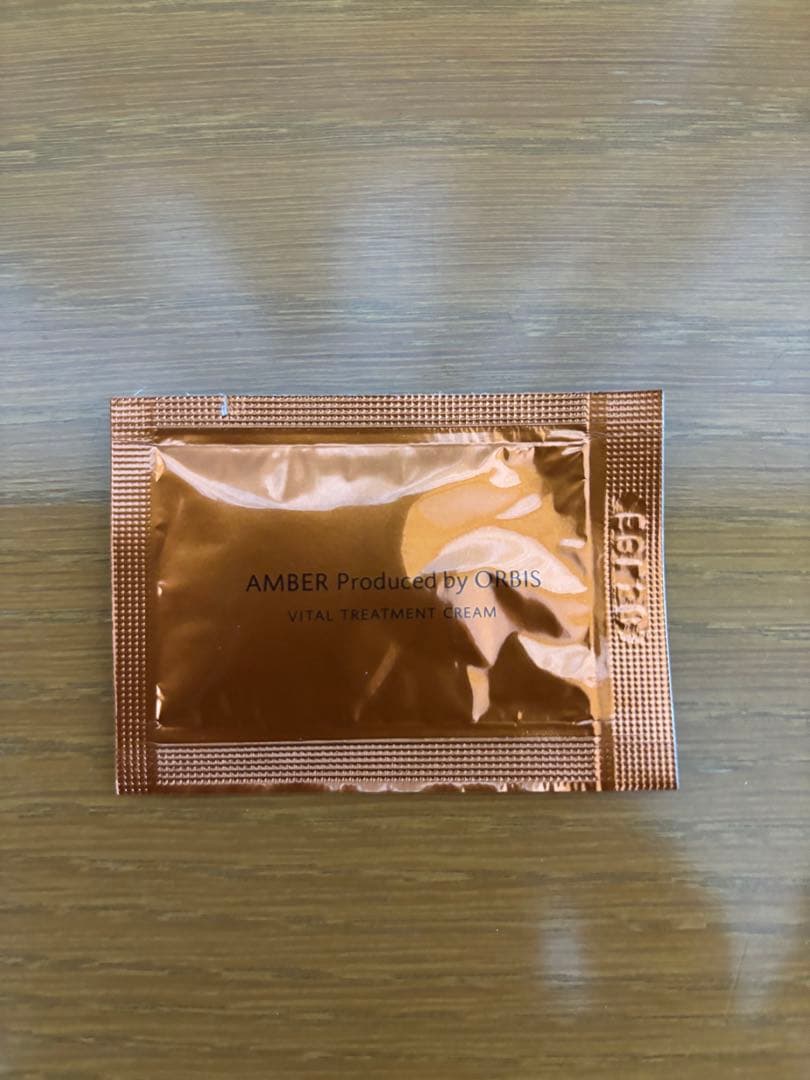 AMBER Produced by ORBIS
VITAL TREATMENT CREAM